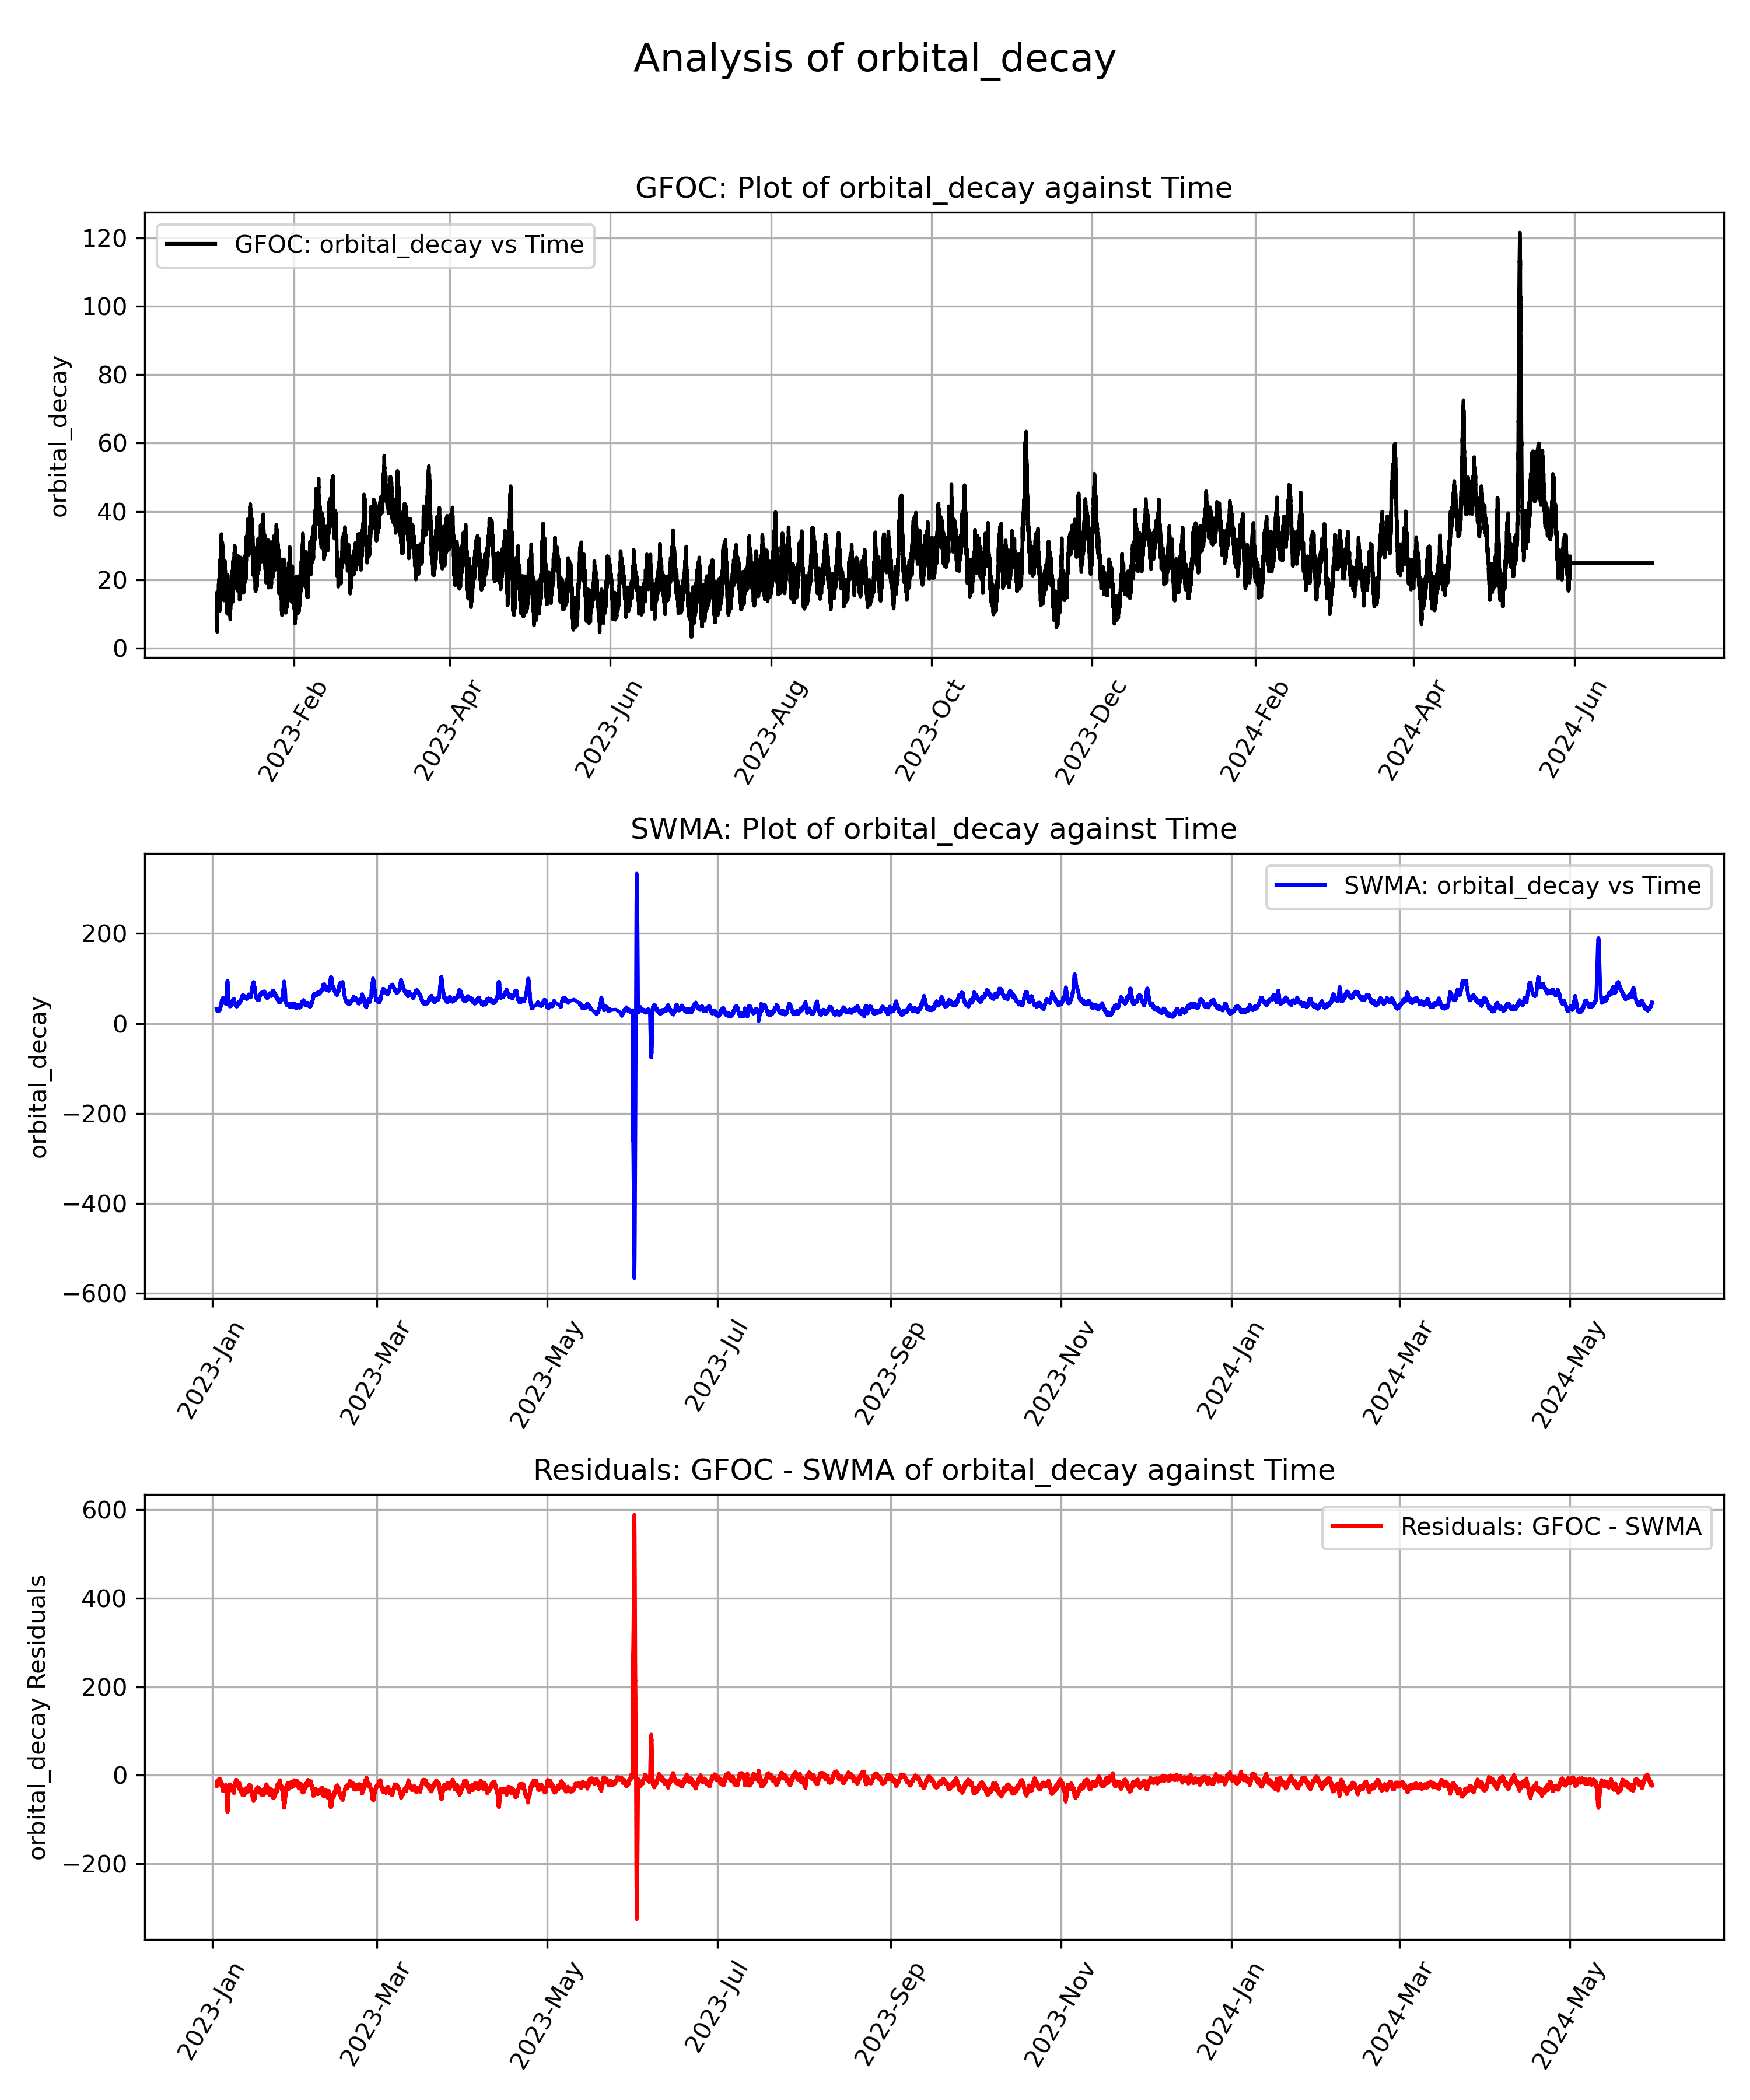 Analysis of orbital_decay
GFOC: Plot of orbital_decay against Time
GFOC: orbital_decay vs Time
orbital_decay
120
100
80
60
40
20
0
2023-Feb
2023-Apr
2023-Jun
2023-Aug
2023-Oct
2023-Dec
2024-Feb
2024-Apr
2024-Jun
SWMA: Plot of orbital_decay against Time
SWMA: orbital_decay vs Time
orbital_decay
200
0
−200
−400
−600
2023-Jan
2023-Mar
2023-May
2023-Jul
2023-Sep
2023-Nov
2024-Jan
2024-Mar
2024-May
Residuals: GFOC - SWMA of orbital_decay against Time
Residuals: GFOC - SWMA
orbital_decay Residuals
600
400
200
0
−200
2023-Jan
2023-Mar
2023-May
2023-Jul
2023-Sep
2023-Nov
2024-Jan
2024-Mar
2024-May